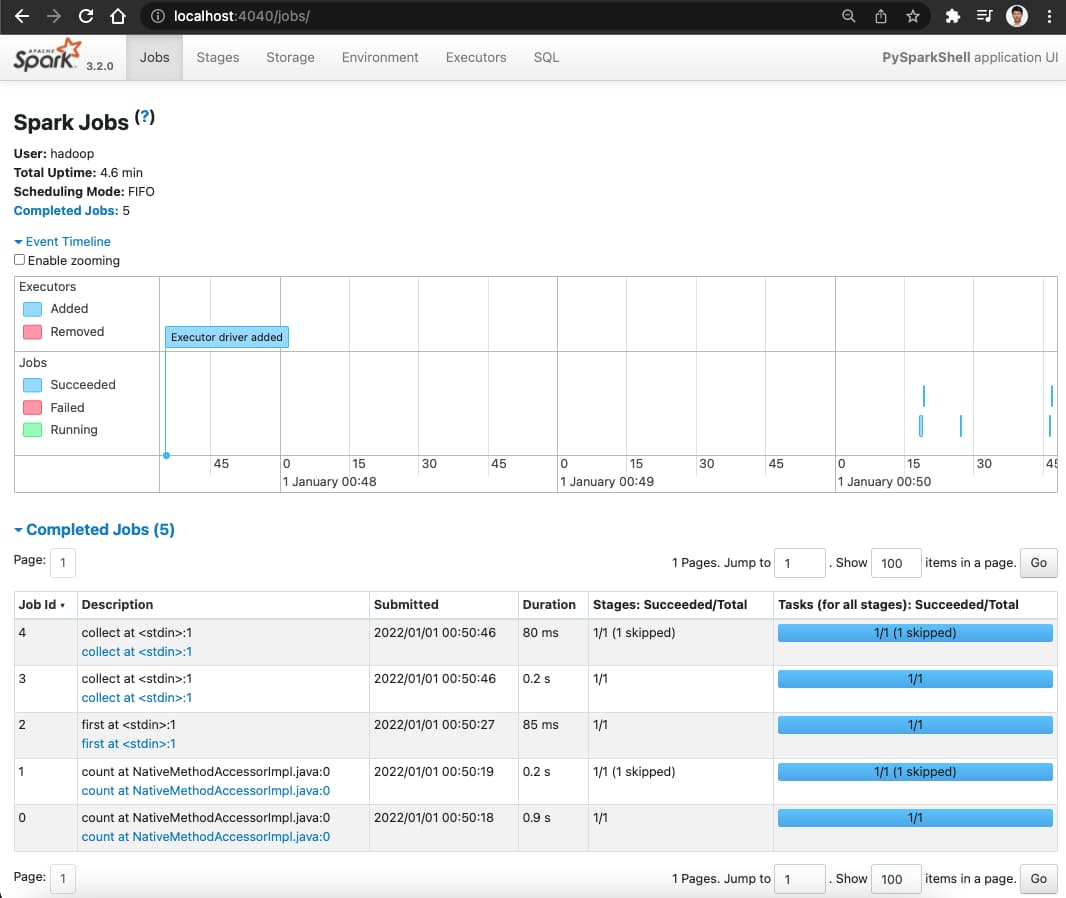 localhost:4040/jobs/
APACHE Spark 3.2.0 Jobs Stages Storage Environment Executors SQL PySparkShell application UI
Spark Jobs (?)
User: hadoop
Total Uptime: 4.6 min
Scheduling Mode: FIFO
Completed Jobs: 5
Event Timeline
Enable zooming
Executors
Added
Removed
Executor driver added
Jobs
Succeeded
Failed
Running
45 0 15 30 45 0 15 30 45 0 15 30 45
1 January 00:48 1 January 00:49 1 January 00:50
Completed Jobs (5)
Page: 1 1 Pages. Jump to 1 . Show 100 items in a page. Go
Job Id Description Submitted Duration Stages: Succeeded/Total Tasks (for all stages): Succeeded/Total
4 collect at <stdin>:1 2022/01/01 00:50:46 80 ms 1/1 (1 skipped) 1/1 (1 skipped)
collect at <stdin>:1
3 collect at <stdin>:1 2022/01/01 00:50:46 0.2 s 1/1 1/1
collect at <stdin>:1
2 first at <stdin>:1 2022/01/01 00:50:27 85 ms 1/1 1/1
first at <stdin>:1
1 count at NativeMethodAccessorImpl.java:0 2022/01/01 00:50:19 0.2 s 1/1 (1 skipped) 1/1 (1 skipped)
count at NativeMethodAccessorImpl.java:0
0 count at NativeMethodAccessorImpl.java:0 2022/01/01 00:50:18 0.9 s 1/1 1/1
count at NativeMethodAccessorImpl.java:0
Page: 1 1 Pages. Jump to 1 . Show 100 items in a page. Go